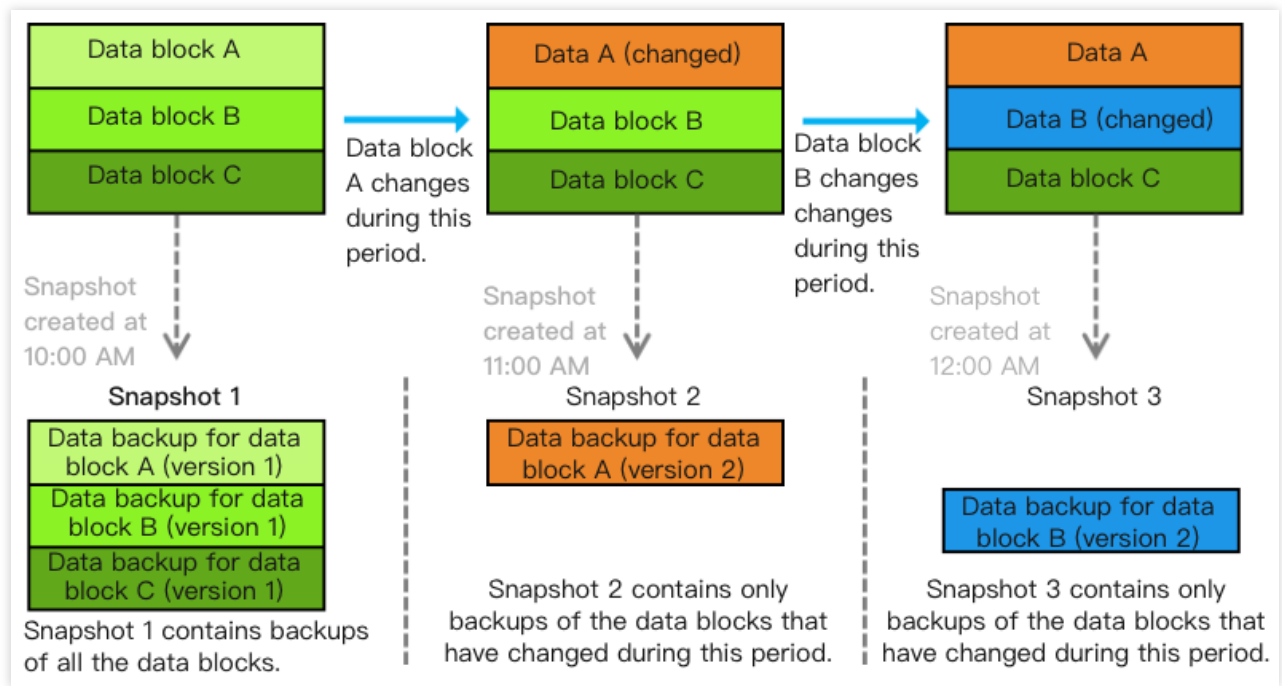 Data block A
Data block B
Data block C
Data block
A changes
during this
period.
Data A (changed)
Data block B
Data block C
Data block
B changes
changes
during this
period.
Data A
Data B (changed)
Data block C
Snapshot
created at
10:00 AM
Snapshot
created at
11:00 AM
Snapshot
created at
12:00 AM
Snapshot 1
Data backup for data
block A (version 1)
Data backup for data
block B (version 1)
Data backup for data
block C (version 1)
Snapshot 1 contains backups
of all the data blocks.
Snapshot 2
Data backup for data
block A (version 2)
Snapshot 2 contains only
backups of the data blocks that
have changed during this period.
Snapshot 3
Data backup for data
block B (version 2)
Snapshot 3 contains only
backups of the data blocks that
have changed during this period.